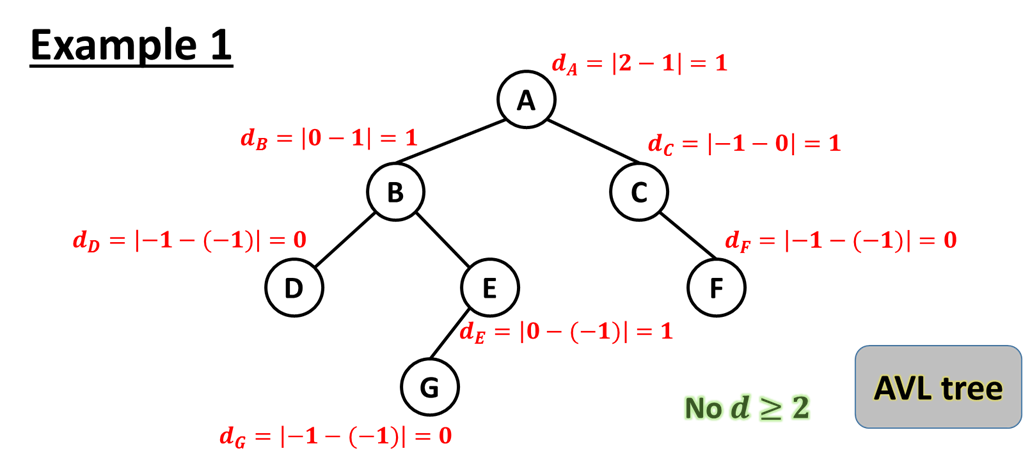 Example 1
d_A = |2 − 1| = 1
A
d_B = |0 − 1| = 1
d_C = |−1 − 0| = 1
B
C
d_D = |−1 − (−1)| = 0
d_F = |−1 − (−1)| = 0
D
E
F
d_E = |0 − (−1)| = 1
G
AVL tree
No d ≥ 2
d_G = |−1 − (−1)| = 0